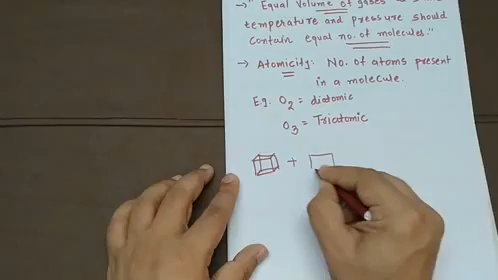 → "Equal Volume of gases
temperature and pressure should
contain equal no. of molecules."
→ Atomicity: No. of atoms present
in a molecule.
Eg. O2 = diatomic
O3 = Triatomic
+